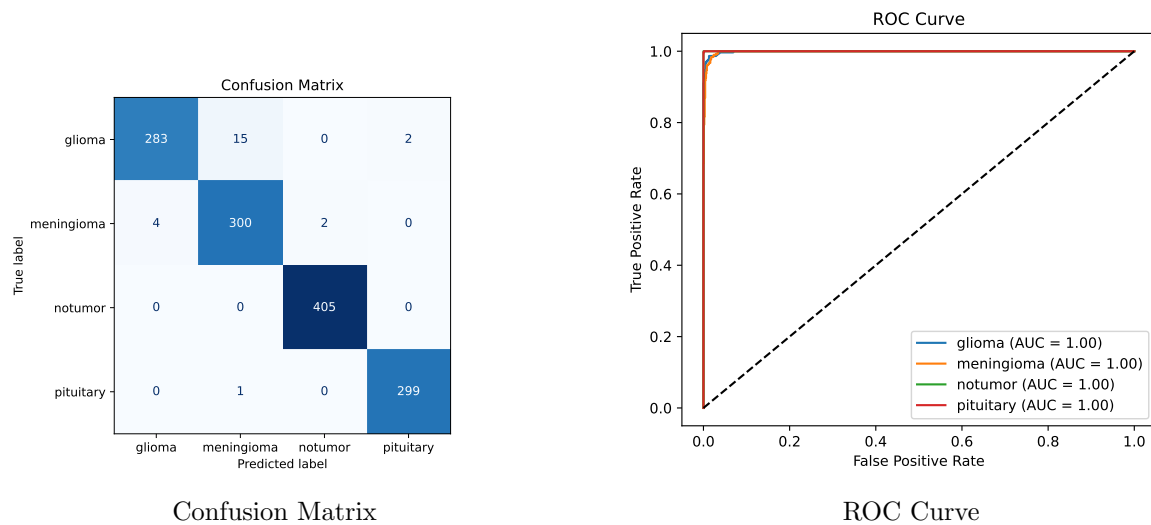 Confusion Matrix
glioma
283 15 0 2
meningioma
4 300 2 0
notumor
0 0 405 0
pituitary
0 1 0 299
True label
glioma meningioma notumor pituitary
Predicted label
Confusion Matrix
ROC Curve
1.0
0.8
0.6
0.4
0.2
0.0
True Positive Rate
glioma (AUC = 1.00)
meningioma (AUC = 1.00)
notumor (AUC = 1.00)
pituitary (AUC = 1.00)
0.0 0.2 0.4 0.6 0.8 1.0
False Positive Rate
ROC Curve